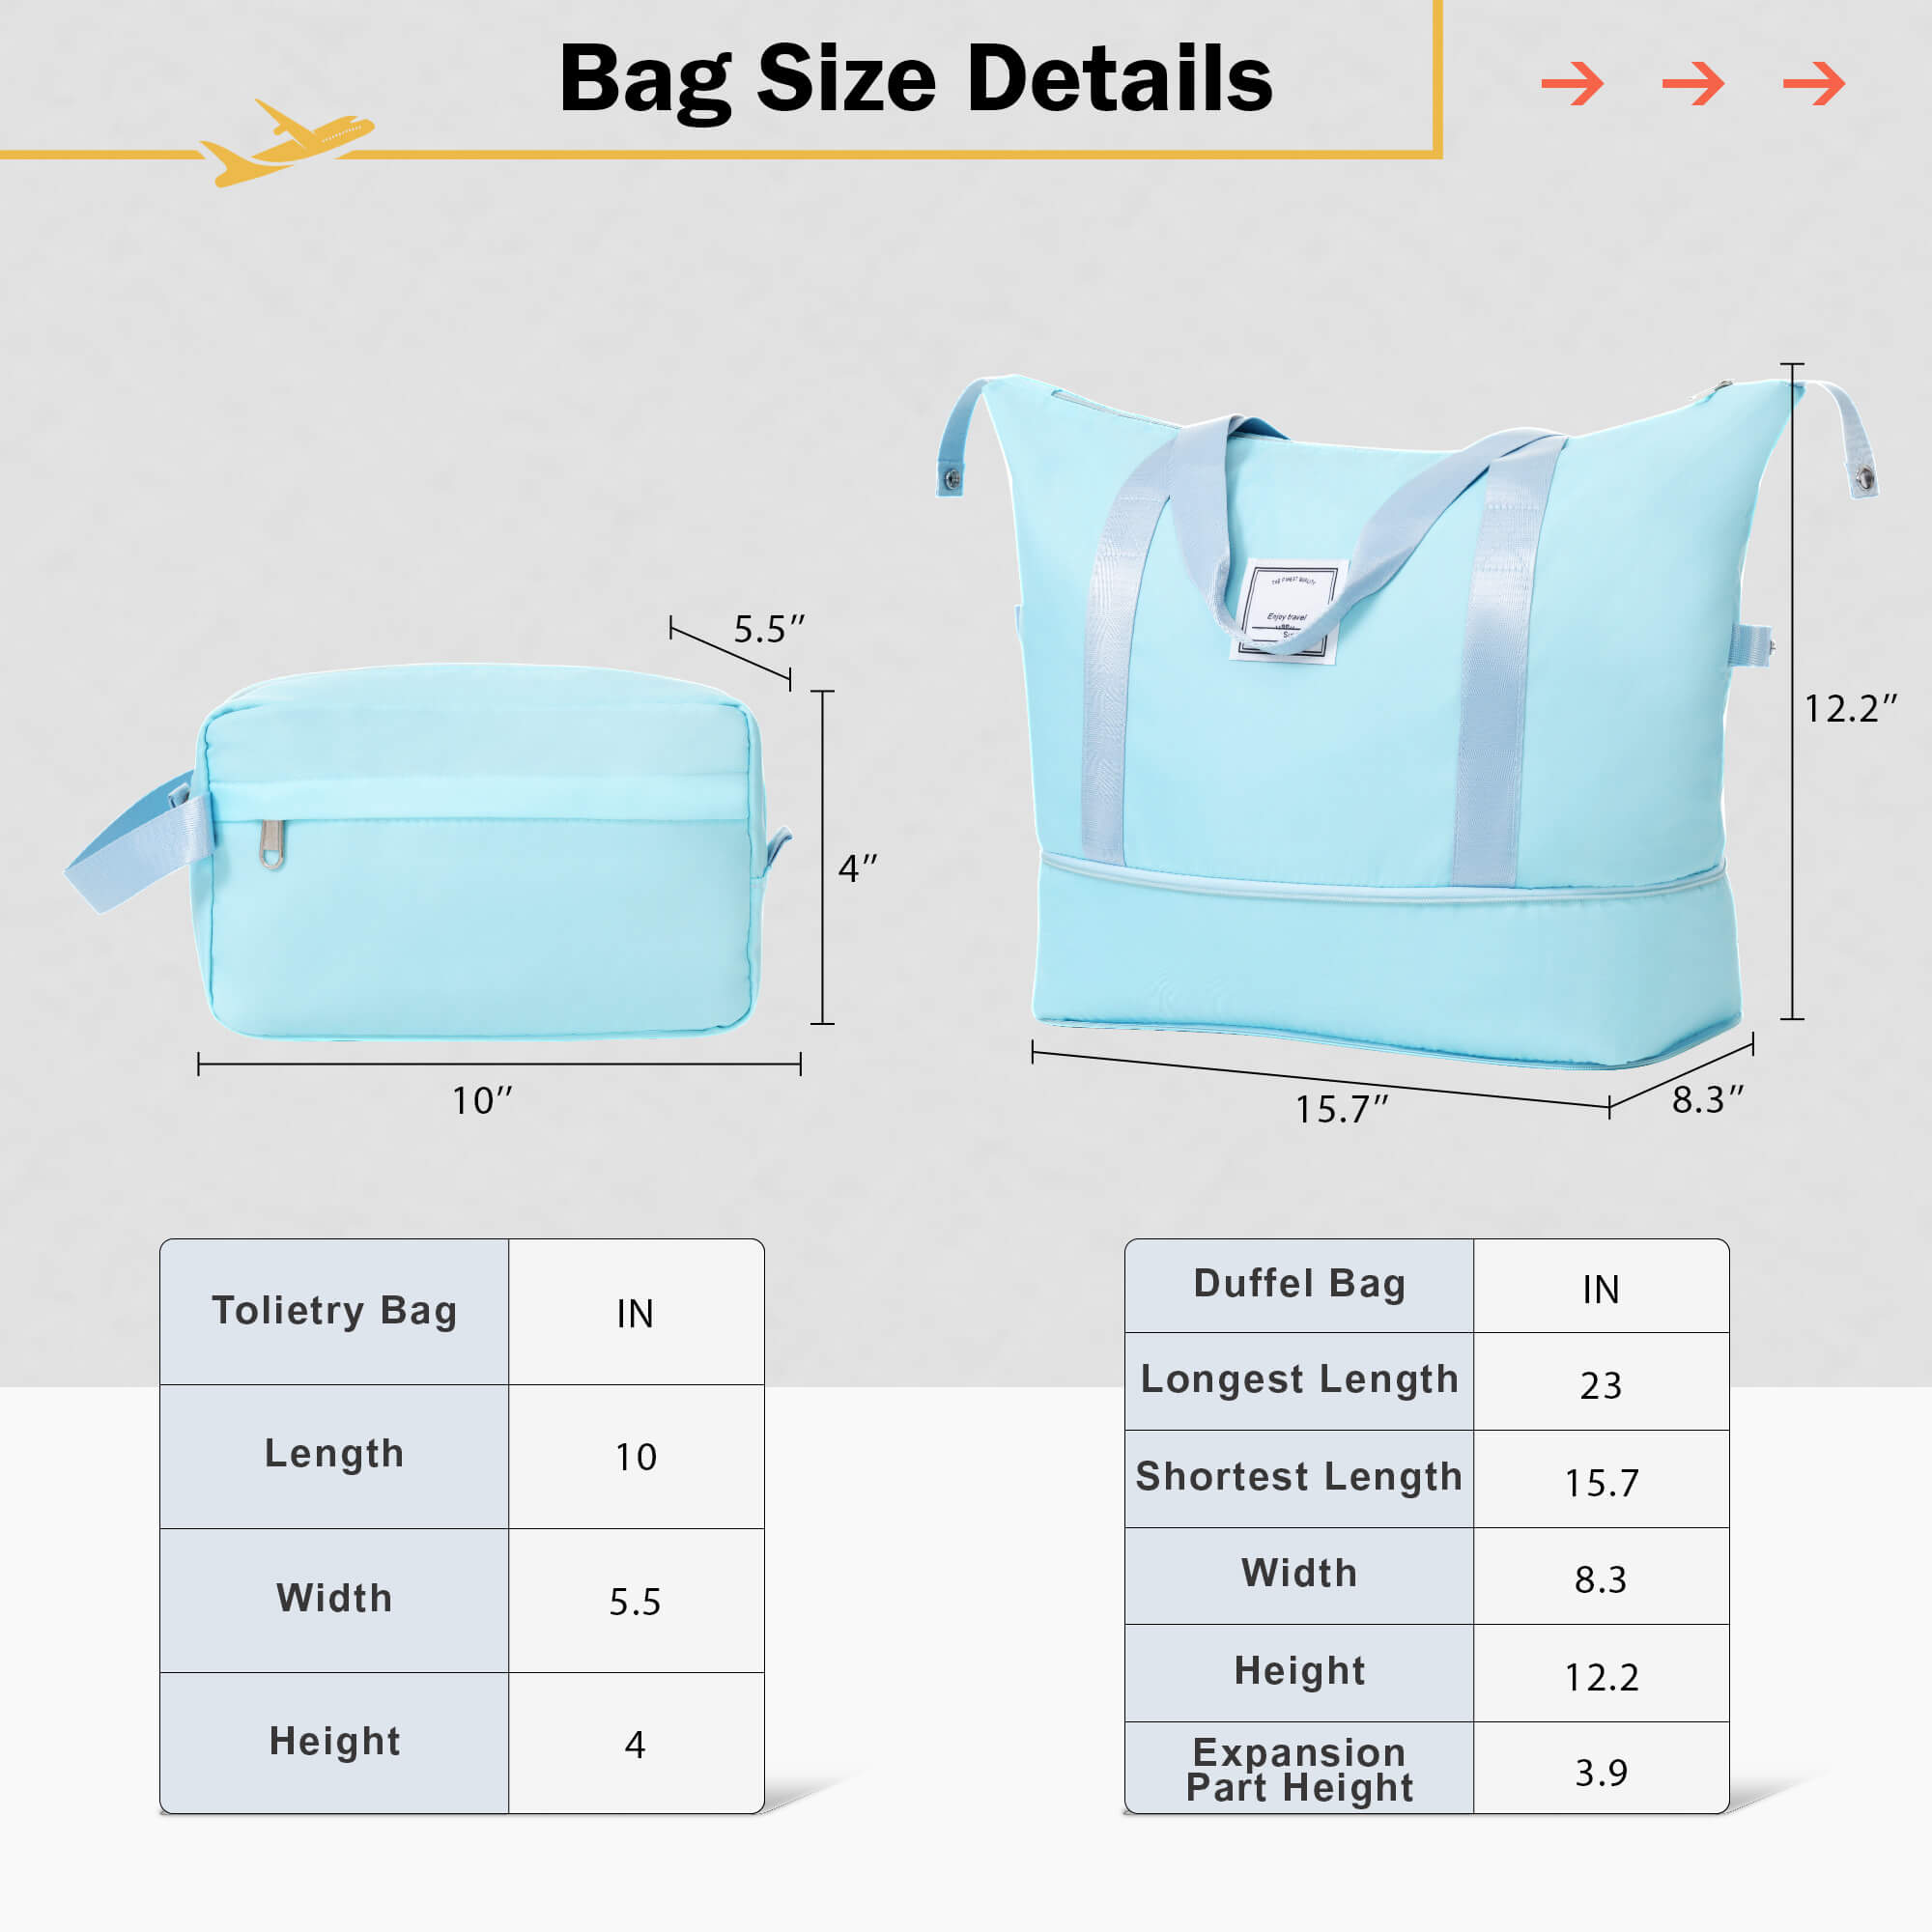 Bag Size Details
5.5"
4"
10"
THE FINEST QUALITY
Enjoy travel
12.2"
15.7"
8.3"
Tolietry Bag IN
Length 10
Width 5.5
Height 4
Duffel Bag IN
Longest Length 23
Shortest Length 15.7
Width 8.3
Height 12.2
Expansion
Part Height 3.9